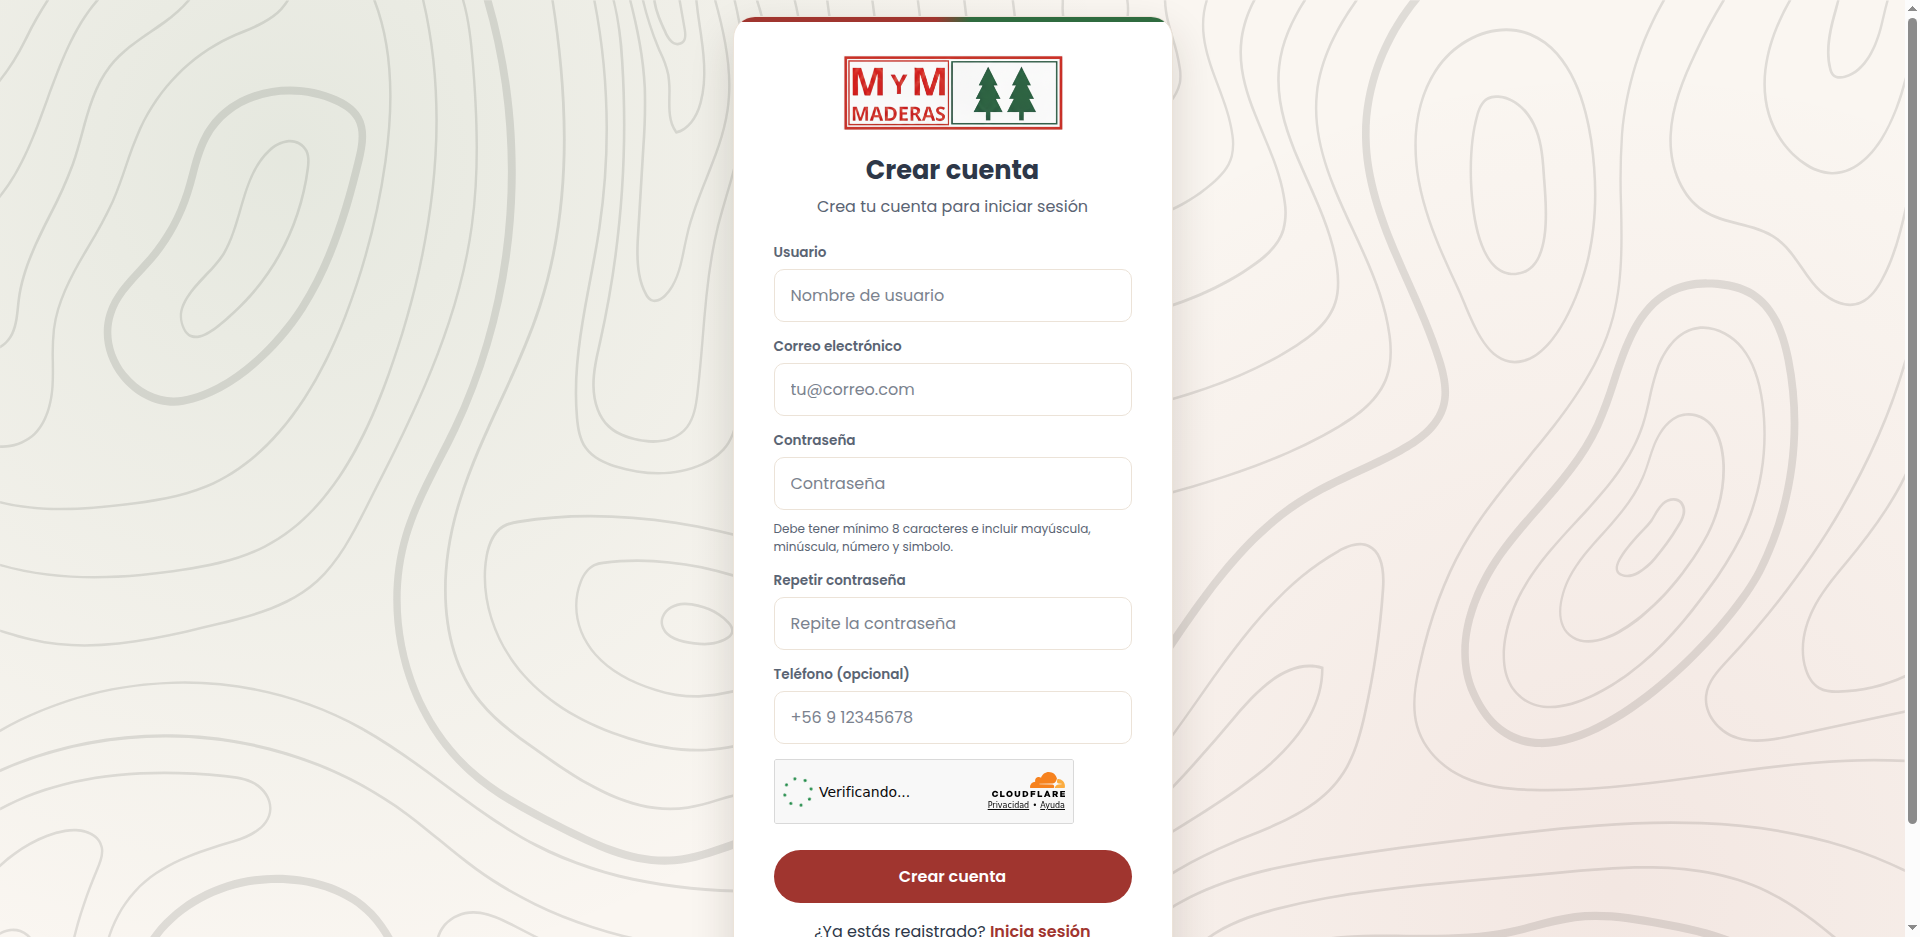 MYM
MADERAS
Crear cuenta
Crea tu cuenta para iniciar sesión
Usuario
Nombre de usuario
Correo electrónico
tu@correo.com
Contraseña
Contraseña
Debe tener mínimo 8 caracteres e incluir mayúscula,
minúscula, número y símbolo.
Repetir contraseña
Repite la contraseña
Teléfono (opcional)
+56 9 12345678
Verificando...
CLOUDFLARE
Privacidad • Ayuda
Crear cuenta
¿Ya estás registrado? Inicia sesión